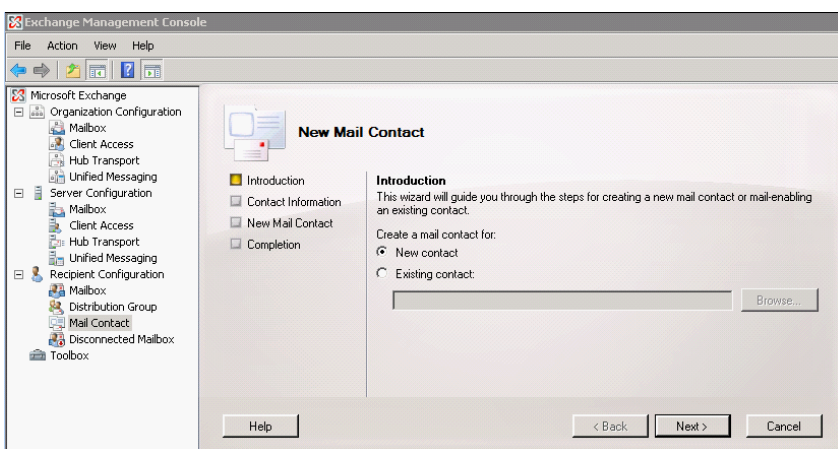 Exchange Management Console
File Action View Help
Microsoft Exchange
Organization Configuration
Mailbox
Client Access
Hub Transport
Unified Messaging
Server Configuration
Mailbox
Client Access
Hub Transport
Unified Messaging
Recipient Configuration
Mailbox
Distribution Group
Mail Contact
Disconnected Mailbox
Toolbox
New Mail Contact
Introduction
Contact Information
New Mail Contact
Completion
Introduction
This wizard will guide you through the steps for creating a new mail contact or mail-enabling
an existing contact.
Create a mail contact for:
New contact
Existing contact:
Browse...
Help
< Back
Next >
Cancel